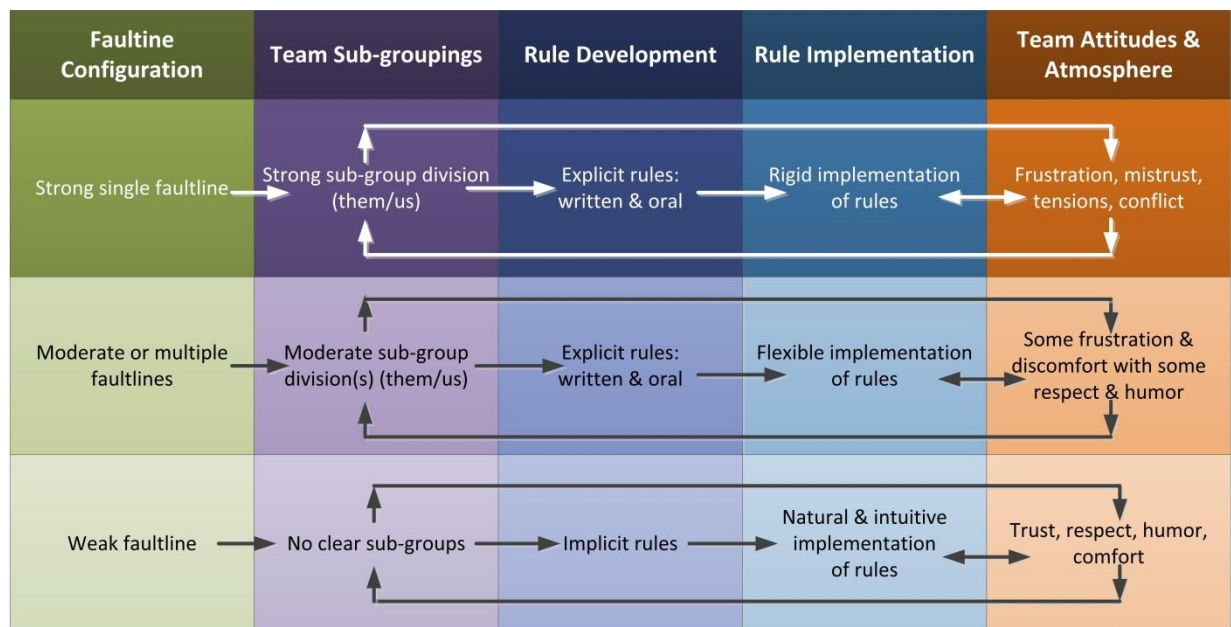 Faultine
Configuration
Team Sub-groupings
Rule Development
Rule Implementation
Team Attitudes &
Atmosphere
Strong single faultline
Strong sub-group division
(them/us)
Explicit rules:
written & oral
Rigid implementation
of rules
Frustration, mistrust,
tensions, conflict
Moderate or multiple
faultlines
Moderate sub-group
division(s) (them/us)
Explicit rules:
written & oral
Flexible implementation
of rules
Some frustration &
discomfort with some
respect & humor
Weak faultline
No clear sub-groups
Implicit rules
Natural & intuitive
implementation
of rules
Trust, respect, humor,
comfort